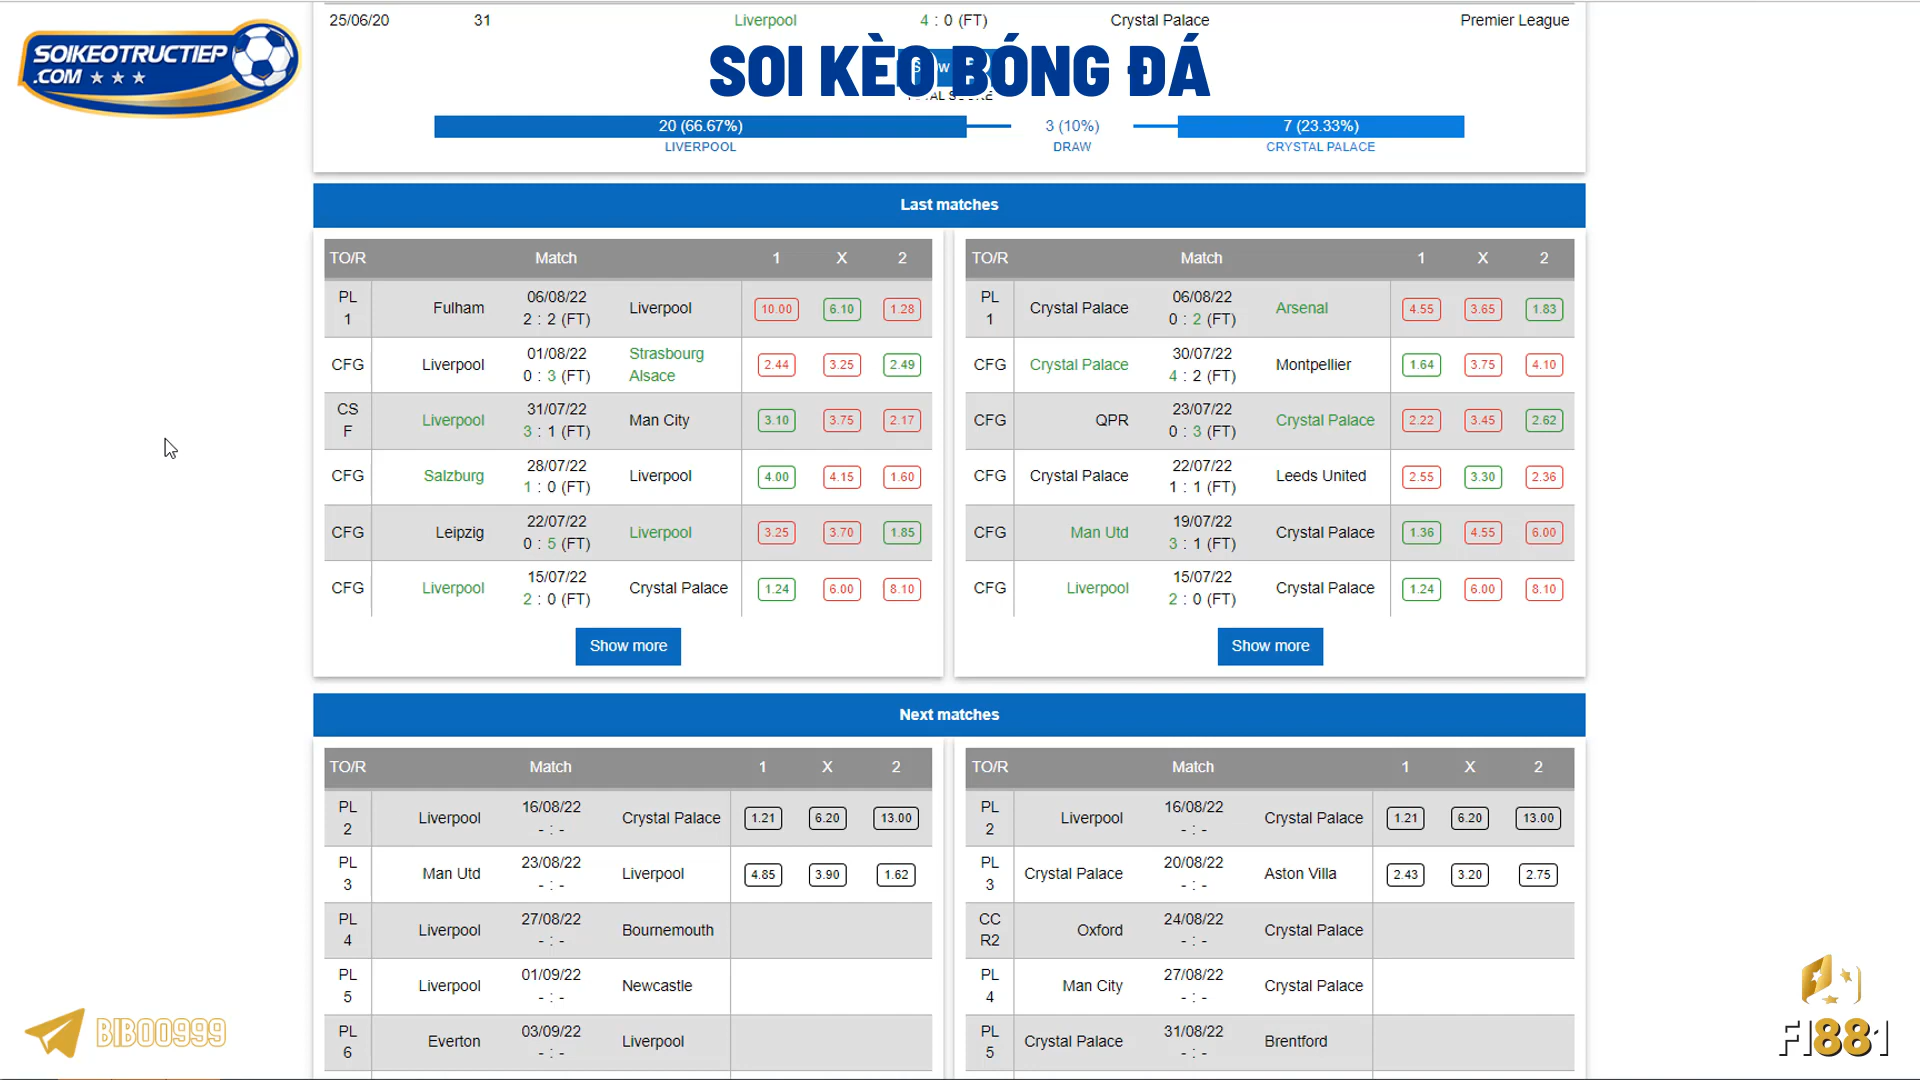 25/06/20 31 Liverpool 4 : 0 (FT) Crystal Palace Premier League
SOIKEOTRUCTIEP
.COM
SOI KÈO BÓNG ĐÁ
20 (66.67%) 3 (10%) 7 (23.33%)
LIVERPOOL DRAW CRYSTAL PALACE
Last matches
TO/R Match 1 X 2
PL 1 Fulham 06/08/22 2 : 2 (FT) Liverpool 10.00 6.10 1.28
CFG Liverpool 01/08/22 0 : 3 (FT) Strasbourg Alsace 2.44 3.25 2.49
CS F Liverpool 31/07/22 3 : 1 (FT) Man City 3.10 3.75 2.17
CFG Salzburg 28/07/22 1 : 0 (FT) Liverpool 4.00 4.15 1.60
CFG Leipzig 22/07/22 0 : 5 (FT) Liverpool 3.25 3.70 1.85
CFG Liverpool 15/07/22 2 : 0 (FT) Crystal Palace 1.24 6.00 8.10
Show more
TO/R Match 1 X 2
PL 1 Crystal Palace 06/08/22 0 : 2 (FT) Arsenal 4.55 3.65 1.83
CFG Crystal Palace 30/07/22 4 : 2 (FT) Montpellier 1.64 3.75 4.10
CFG QPR 23/07/22 0 : 3 (FT) Crystal Palace 2.22 3.45 2.62
CFG Crystal Palace 22/07/22 1 : 1 (FT) Leeds United 2.55 3.30 2.36
CFG Man Utd 19/07/22 3 : 1 (FT) Crystal Palace 1.36 4.55 6.00
CFG Liverpool 15/07/22 2 : 0 (FT) Crystal Palace 1.24 6.00 8.10
Show more
Next matches
TO/R Match 1 X 2
PL 2 Liverpool 16/08/22 - : - Crystal Palace 1.21 6.20 13.00
PL 3 Man Utd 23/08/22 - : - Liverpool 4.85 3.90 1.62
PL 4 Liverpool 27/08/22 - : - Bournemouth
PL 5 Liverpool 01/09/22 - : - Newcastle
PL 6 Everton 03/09/22 - : - Liverpool
TO/R Match 1 X 2
PL 2 Liverpool 16/08/22 - : - Crystal Palace 1.21 6.20 13.00
PL 3 Crystal Palace 20/08/22 - : - Aston Villa 2.43 3.20 2.75
CC R2 Oxford 24/08/22 - : - Crystal Palace
PL 4 Man City 27/08/22 - : - Crystal Palace
PL 5 Crystal Palace 31/08/22 - : - Brentford
BIBOO999
FI881